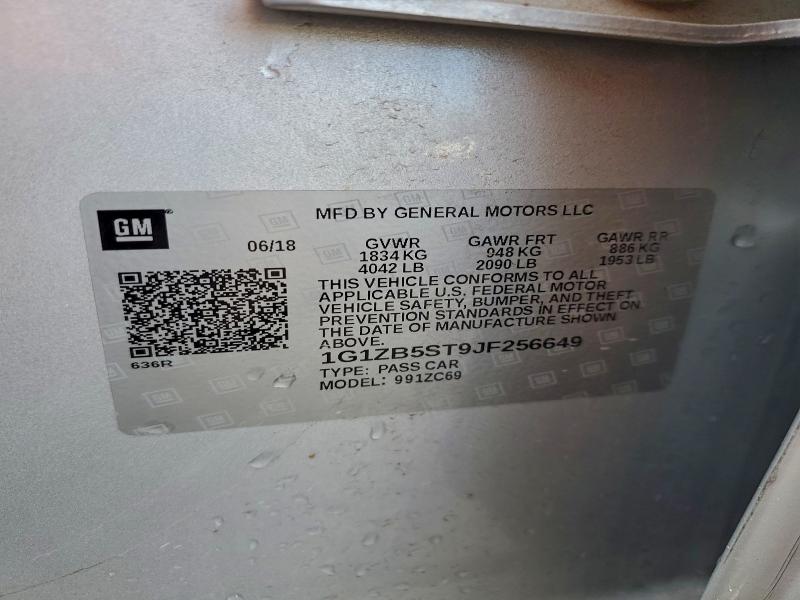 GM
MFD BY GENERAL MOTORS LLC
06/18
GVWR GAWR FRT GAWR RR
1834 KG 948 KG 886 KG
4042 LB 2090 LB 1953 LB
THIS VEHICLE CONFORMS TO ALL
APPLICABLE U.S. FEDERAL MOTOR
VEHICLE SAFETY, BUMPER, AND THEFT
PREVENTION STANDARDS IN EFFECT ON
THE DATE OF MANUFACTURE SHOWN
ABOVE.
1G1ZB5ST9JF256649
636R
TYPE: PASS CAR
MODEL: 991ZC69